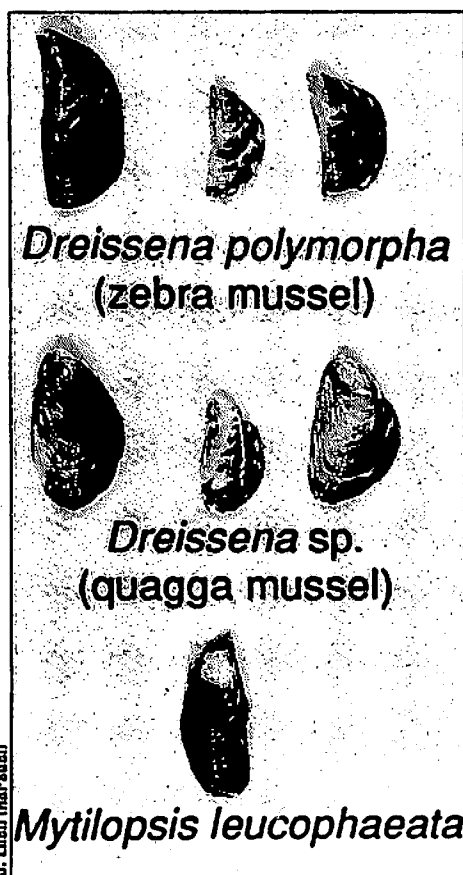 Dreissena polymorpha
(zebra mussel)
Dreissena sp.
(quagga mussel)
Mytilopsis leucophaeata